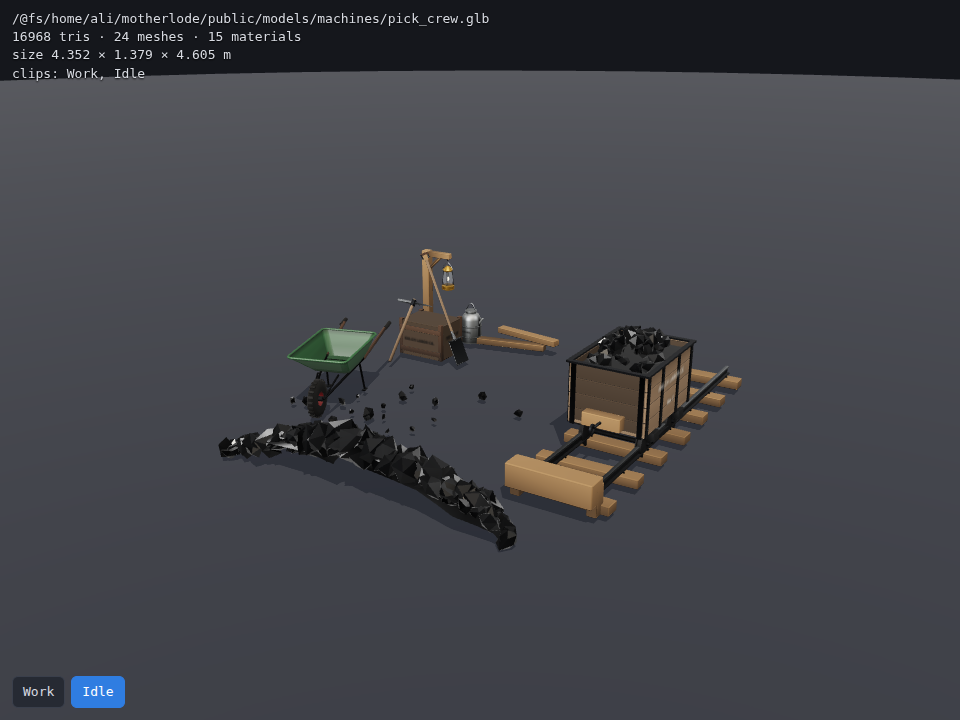 /@fs/home/ali/motherlode/public/models/machines/pick_crew.glb
16968 tris · 24 meshes · 15 materials
size 4.352 × 1.379 × 4.605 m
clips: Work, Idle
Work
Idle